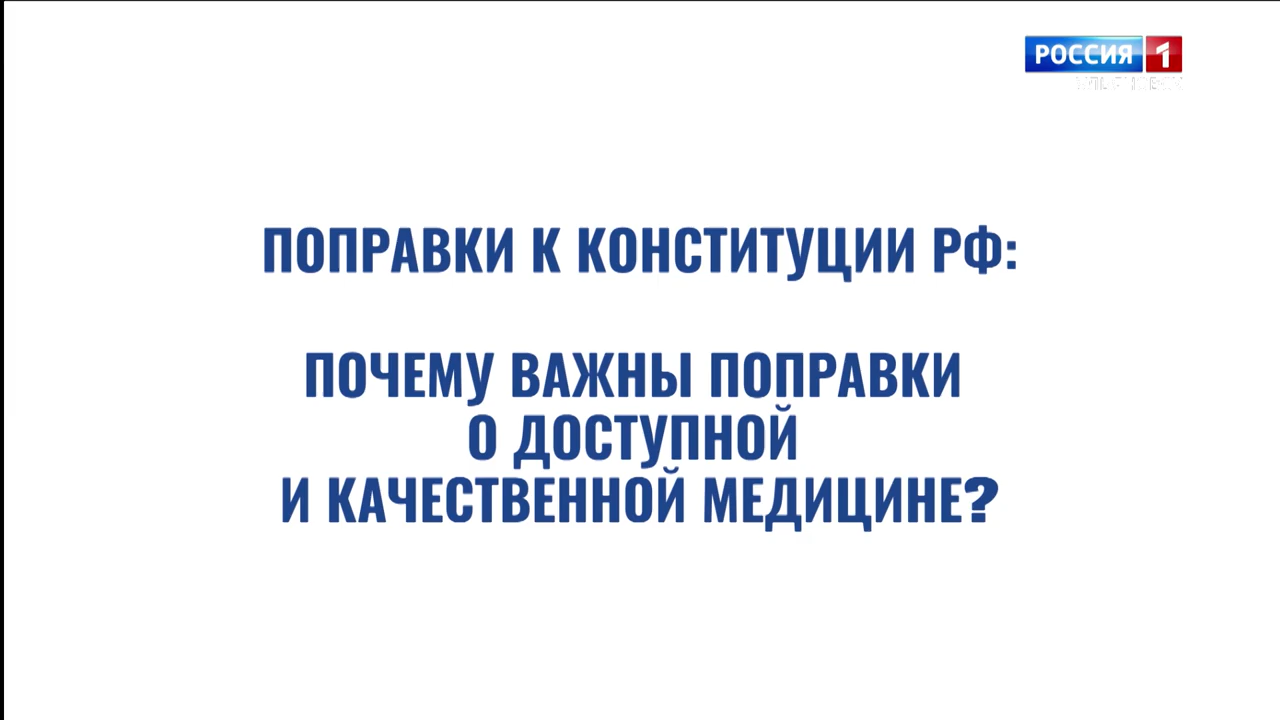 РОССИЯ 1
ПОПРАВКИ К КОНСТИТУЦИИ РФ:
ПОЧЕМУ ВАЖНЫ ПОПРАВКИ
О ДОСТУПНОЙ
И КАЧЕСТВЕННОЙ МЕДИЦИНЕ?